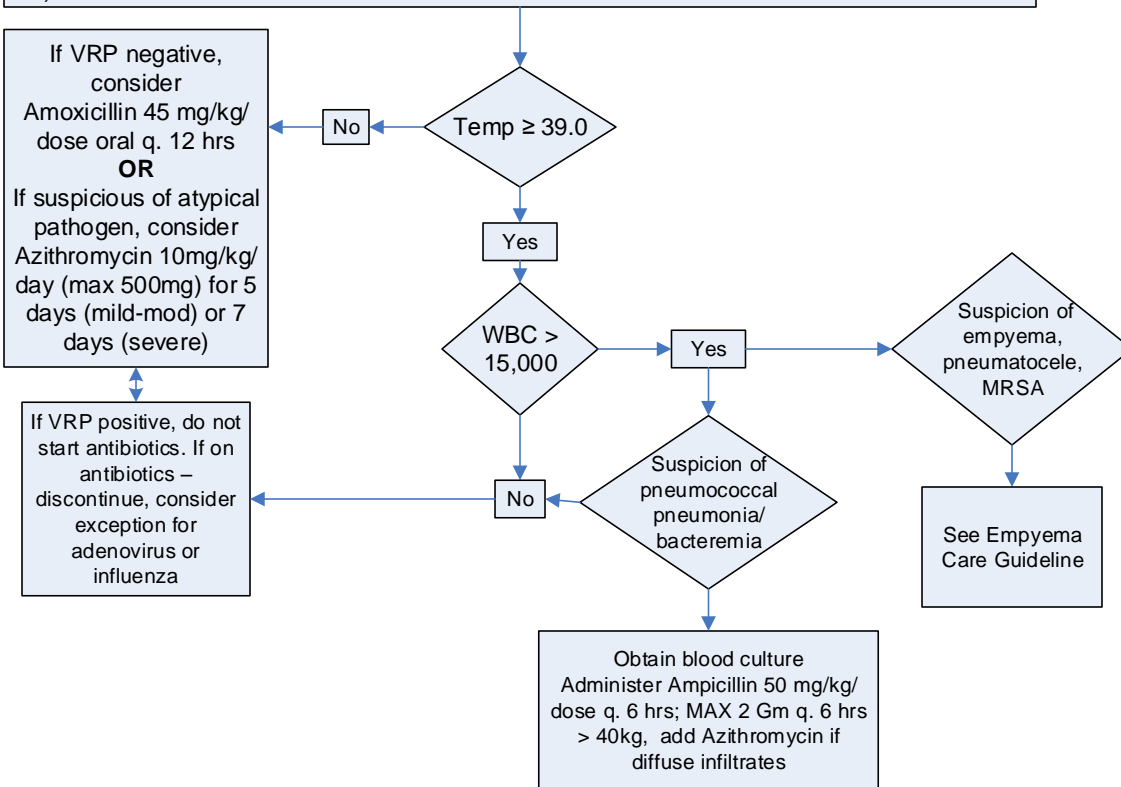 If VRP negative,
consider
Amoxicillin 45 mg/kg/
dose oral q. 12 hrs
OR
If suspicious of atypical
pathogen, consider
Azithromycin 10mg/kg/
day (max 500mg) for 5
days (mild-mod) or 7
days (severe)
No
Temp ≥ 39.0
Yes
WBC >
15,000
Yes
Suspicion of
empyema,
pneumatocele,
MRSA
If VRP positive, do not
start antibiotics. If on
antibiotics –
discontinue, consider
exception for
adenovirus or
influenza
No
Suspicion of
pneumococcal
pneumonia/
bacteremia
See Empyema
Care Guideline
Obtain blood culture
Administer Ampicillin 50 mg/kg/
dose q. 6 hrs; MAX 2 Gm q. 6 hrs
> 40kg, add Azithromycin if
diffuse infiltrates